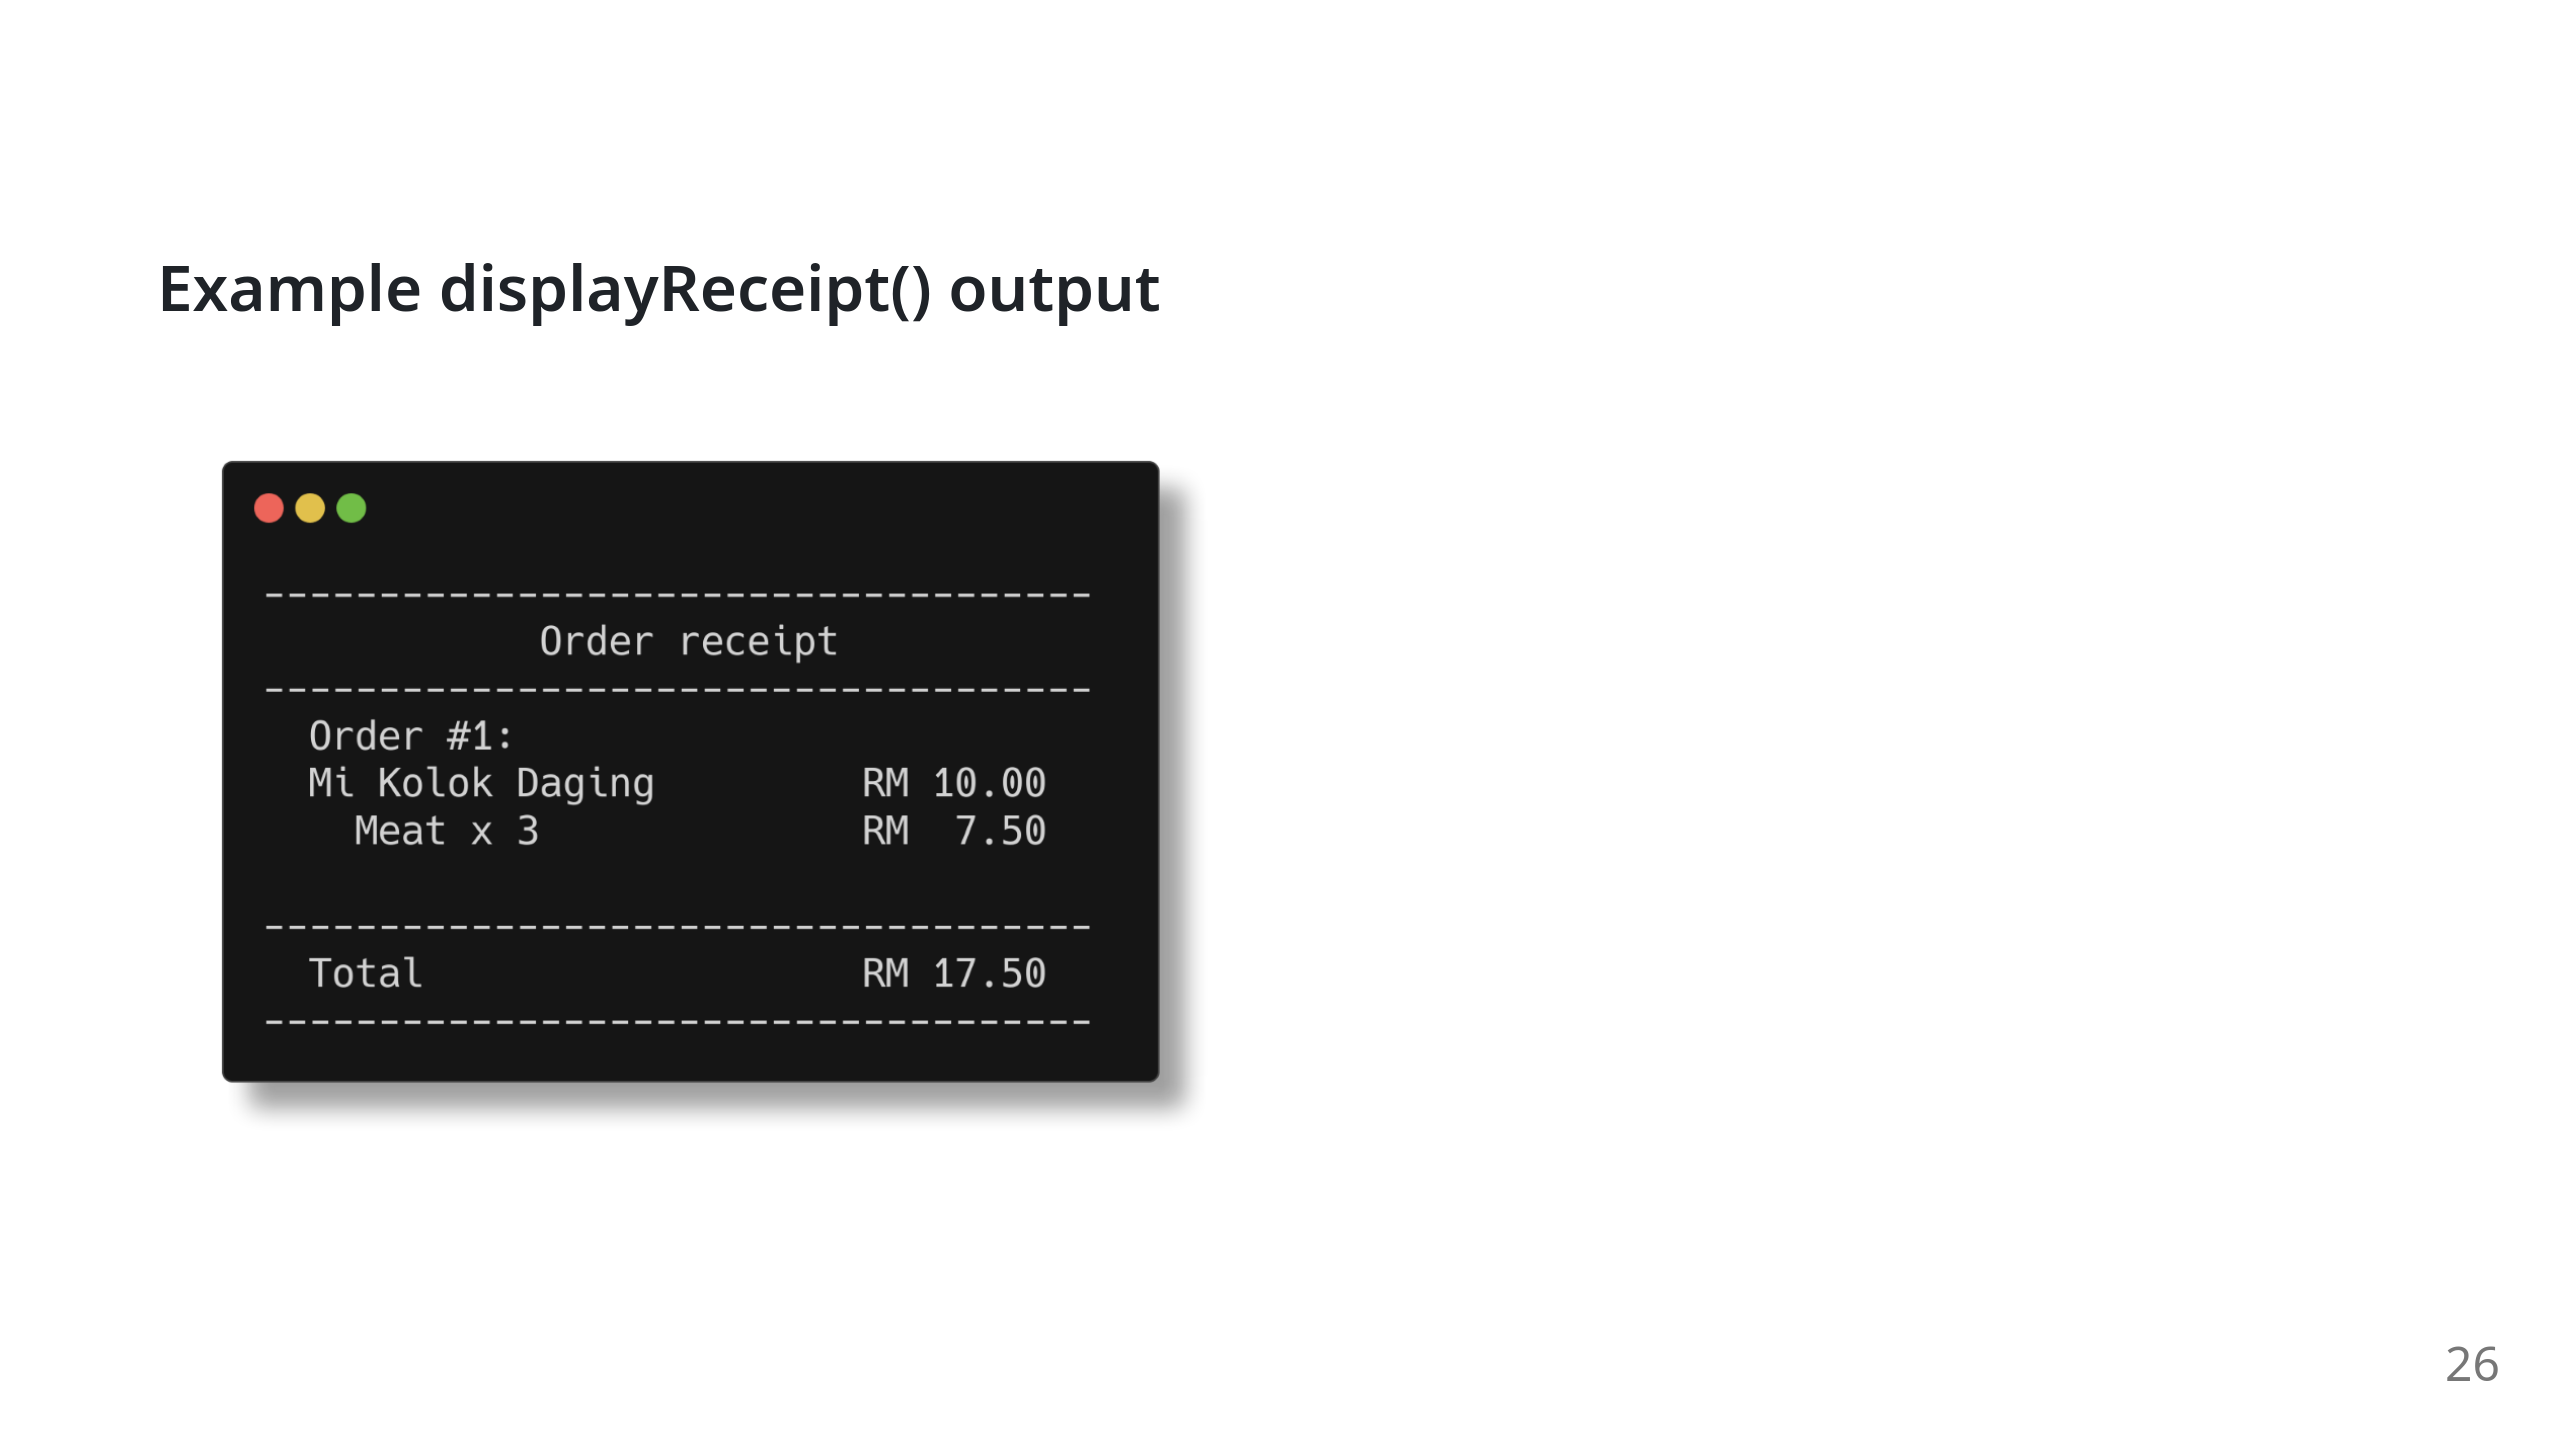 Example displayReceipt() output
------------------------------------
Order receipt
------------------------------------
Order #1:
Mi Kolok Daging         RM 10.00
  Meat x 3              RM  7.50
------------------------------------
Total                   RM 17.50
------------------------------------
26